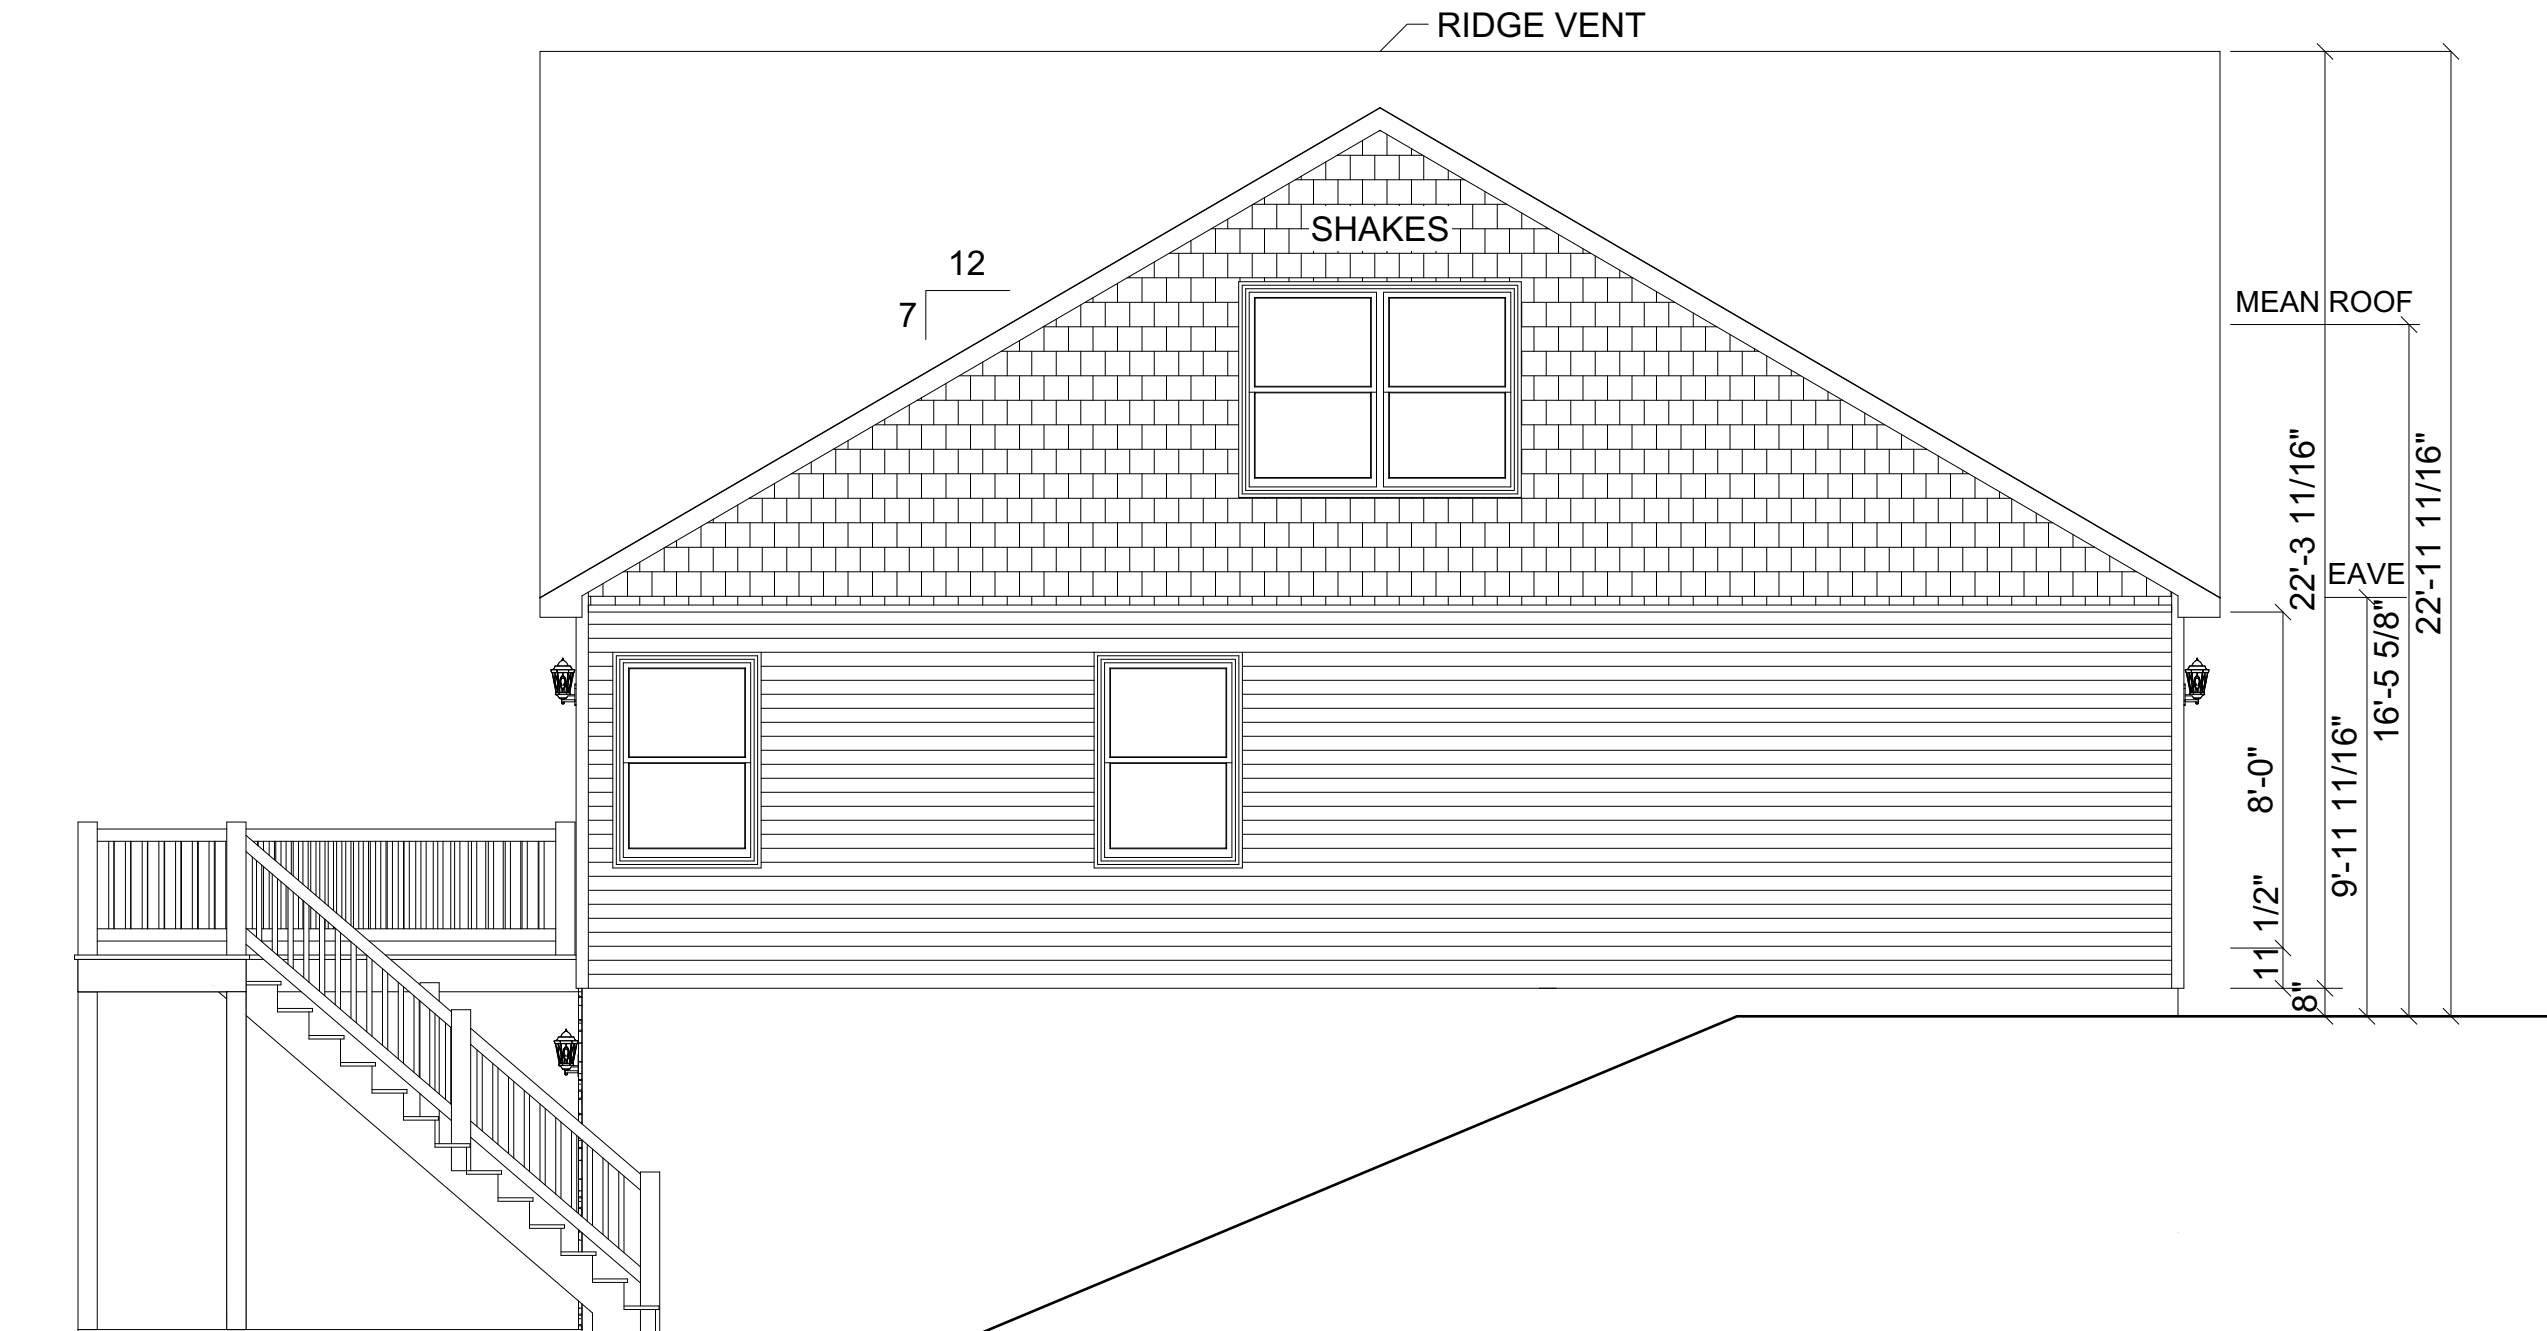 RIDGE VENT
SHAKES
12
7
MEAN ROOF
EAVE
22'-3 11/16"
22'-11 11/16"
16'-5 5/8"
9'-11 11/16"
8'-0"
11 1/2"
8"